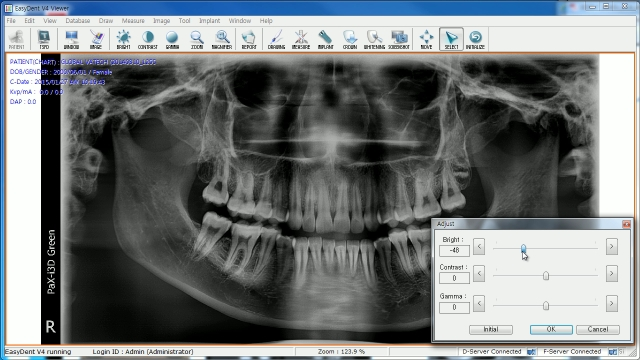 EasyDent V4 Viewer
File Edit View Database Draw Measure Image Tool Implant Window Help
PATIENT TSPD WINDOW IMAGE BRIGHT CONTRAST GAMMA ZOOM MAGNIFIER REPORT DRAWING MEASURE IMPLANT CROWN WHITENING SCREENSHOT MOVE SELECT INITIALIZE
PATIENT(CHART) : GLOBAL VATECH
DOB/GENDER : / Female
C-Date :
Kvp/mA : 0.0 / 0.0
DAP : 0.0
PaX-i3D Green
R
Adjust
Bright :
-48
Contrast :
0
Gamma :
0
Initial OK Cancel
EasyDent V4 running Login ID : Admin (Administrator) Zoom : 123.9 % D-Server Connected F-Server Connected